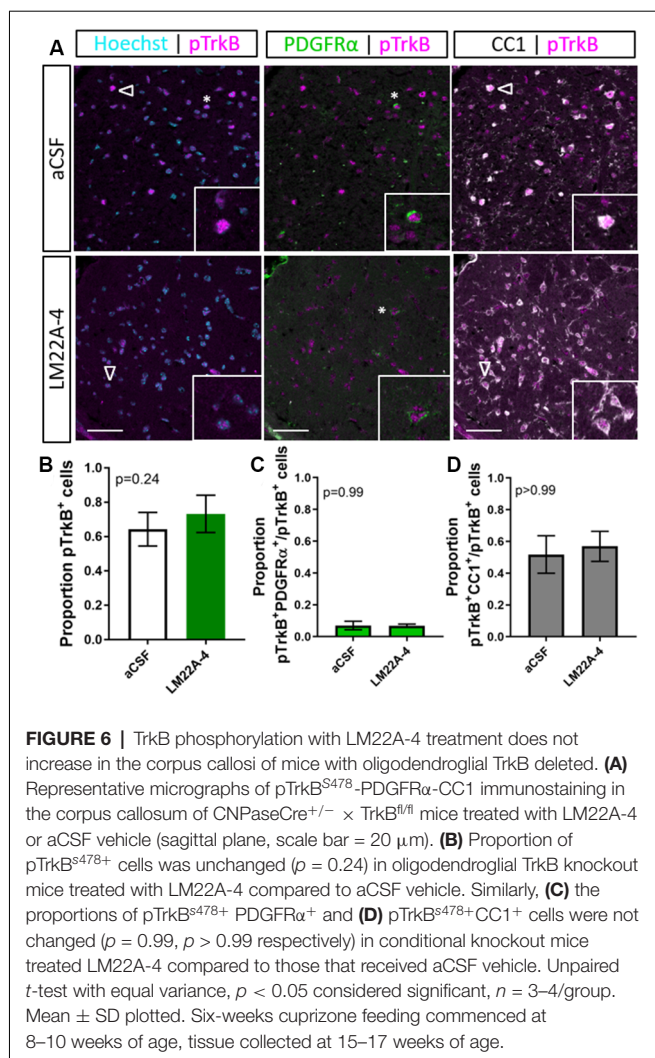 A
Hoechst | pTrkB
PDGFRα | pTrkB
CC1 | pTrkB
aCSF
*
*
LM22A-4
*
B
Proportion pTrkB⁺ cells
1.0
0.8
0.6
0.4
0.2
0.0
p=0.24
aCSF
LM22A-4
C
Proportion
pTrkB⁺PDGFRα⁺/pTrkB⁺ cells
1.0
0.8
0.6
0.4
0.2
0.0
p=0.99
aCSF
LM22A-4
D
Proportion
pTrkB⁺CC1⁺/pTrkB⁺ cells
1.0
0.8
0.6
0.4
0.2
0.0
p>0.99
aCSF
LM22A-4
FIGURE 6 | TrkB phosphorylation with LM22A-4 treatment does not
increase in the corpus callosi of mice with oligodendroglial TrkB deleted. (A)
Representative micrographs of pTrkB^S478-PDGFRα-CC1 immunostaining in
the corpus callosum of CNPaseCre⁺/⁻ × TrkB^fl/fl mice treated with LM22A-4
or aCSF vehicle (sagittal plane, scale bar = 20 μm). (B) Proportion of
pTrkB^s478+ cells was unchanged (p = 0.24) in oligodendroglial TrkB knockout
mice treated with LM22A-4 compared to aCSF vehicle. Similarly, (C) the
proportions of pTrkB^s478+ PDGFRα⁺ and (D) pTrkB^s478+CC1⁺ cells were not
changed (p = 0.99, p > 0.99 respectively) in conditional knockout mice
treated LM22A-4 compared to those that received aCSF vehicle. Unpaired
t-test with equal variance, p < 0.05 considered significant, n = 3–4/group.
Mean ± SD plotted. Six-weeks cuprizone feeding commenced at
8–10 weeks of age, tissue collected at 15–17 weeks of age.